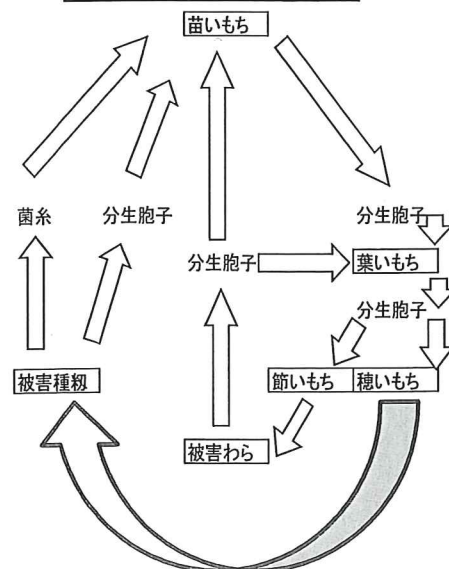 苗いもち
菌糸
分生胞子
分生胞子
分生胞子
葉いもち
分生胞子
被害種籾
節いもち
穂いもち
被害わら